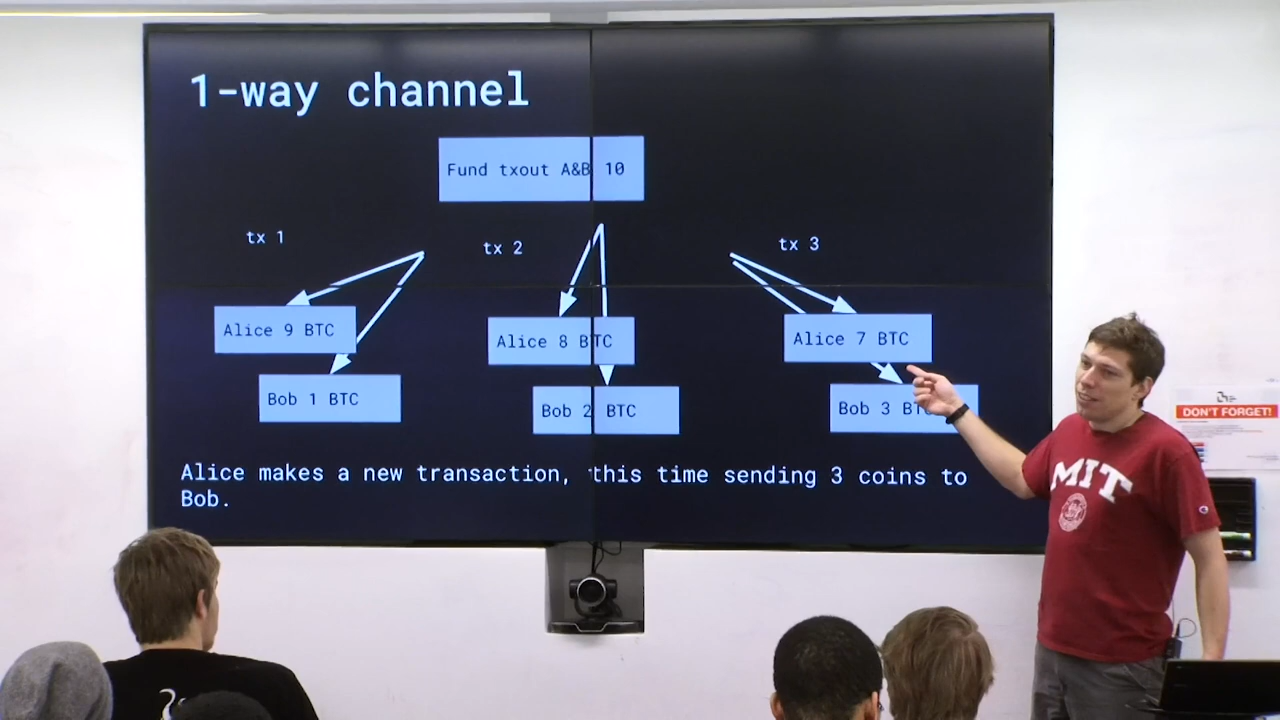 1-way channel
Fund txout A&B 10
tx 1
tx 2
tx 3
Alice 9 BTC
Alice 8 BTC
Alice 7 BTC
Bob 1 BTC
Bob 2 BTC
Bob 3
Alice makes a new transaction, this time sending 3 coins to
Bob.
MIT
DON'T FORGET!